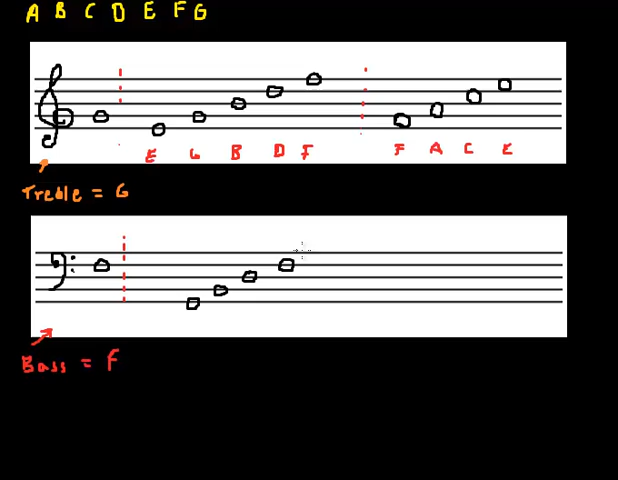 A B C D E F G
E G B D F F A C E
Treble = G
Bass = F